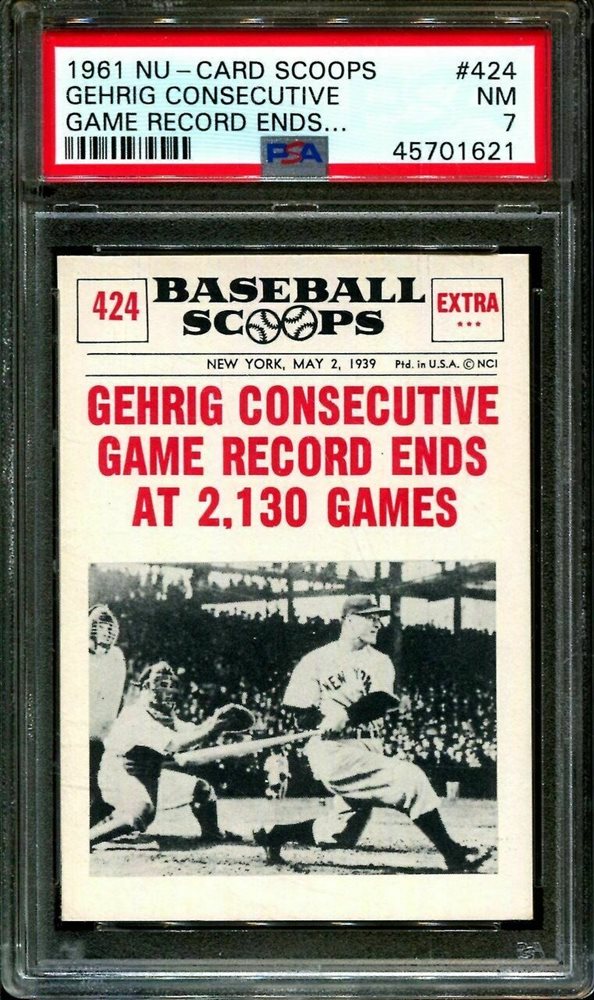 1961 NU-CARD SCOOPS #424
GEHRIG CONSECUTIVE NM
GAME RECORD ENDS... 7
PSA 45701621
424 BASEBALL SCOOPS EXTRA
NEW YORK, MAY 2, 1939 Ptd. in U.S.A. © NCI
GEHRIG CONSECUTIVE
GAME RECORD ENDS
AT 2,130 GAMES
NEW YORK
PSA